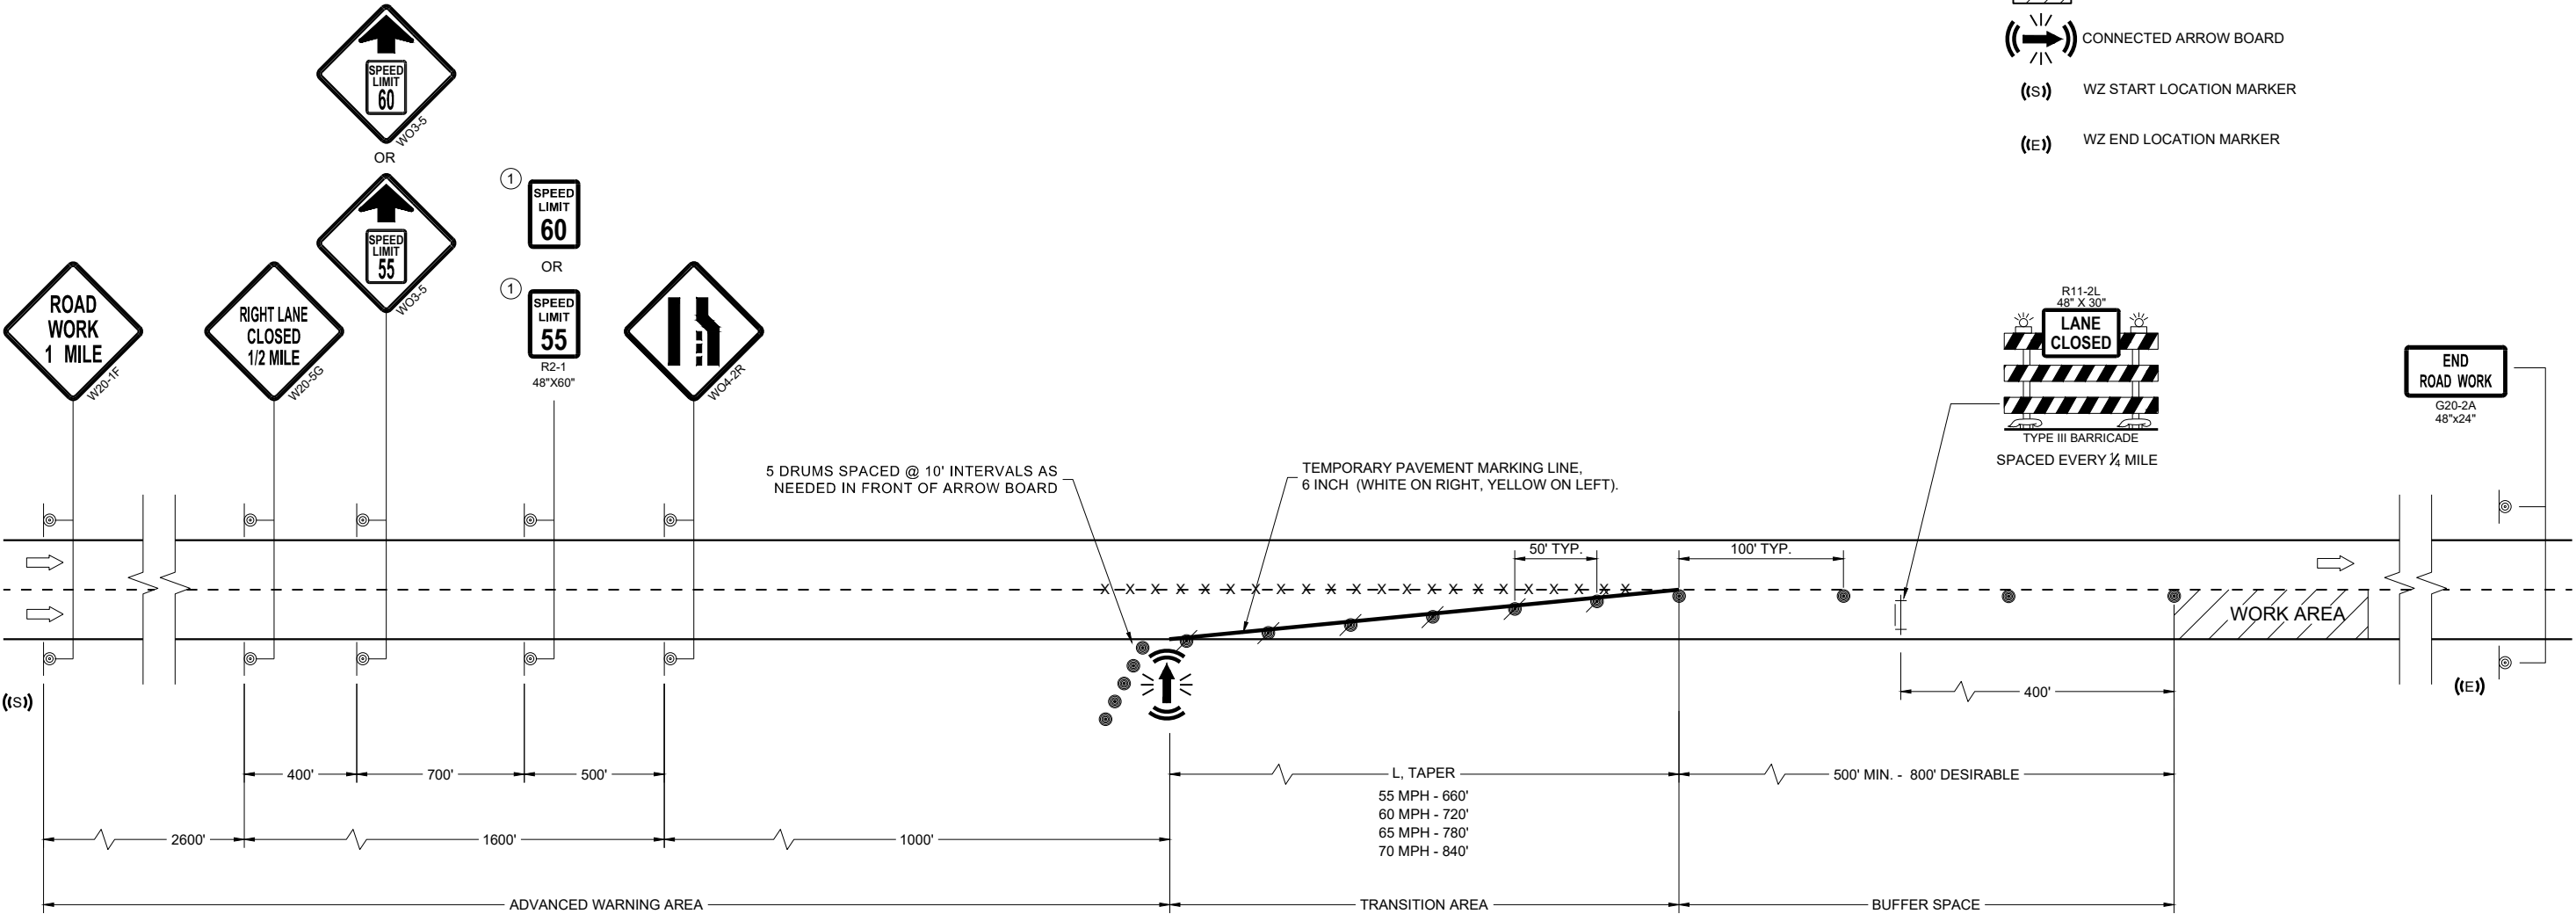 CONNECTED ARROW BOARD
((S)) WZ START LOCATION MARKER
((E)) WZ END LOCATION MARKER
SPEED
LIMIT
60
WO3-5
OR
SPEED
LIMIT
55
WO3-5
1
SPEED
LIMIT
60
OR
1
SPEED
LIMIT
55
R2-1
48"X60"
ROAD
WORK
1 MILE
W20-1F
RIGHT LANE
CLOSED
1/2 MILE
W20-5G
WO4-2R
R11-2L
48" X 30"
LANE
CLOSED
TYPE III BARRICADE
SPACED EVERY ¼ MILE
END
ROAD WORK
G20-2A
48"x24"
5 DRUMS SPACED @ 10' INTERVALS AS
NEEDED IN FRONT OF ARROW BOARD
TEMPORARY PAVEMENT MARKING LINE,
6 INCH (WHITE ON RIGHT, YELLOW ON LEFT).
50' TYP.
100' TYP.
X X X X X X X X X X X X X X X X X X X X X X
WORK AREA
((S))
((E))
400'
400'
700'
500'
L, TAPER
500' MIN. - 800' DESIRABLE
55 MPH - 660'
60 MPH - 720'
65 MPH - 780'
70 MPH - 840'
2600'
1600'
1000'
ADVANCED WARNING AREA
TRANSITION AREA
BUFFER SPACE